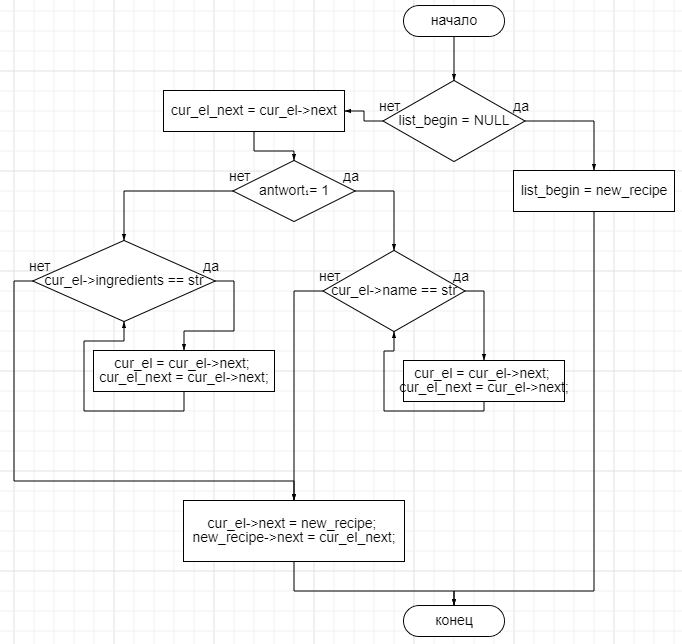 начало
нет
да
list_begin = NULL
cur_el_next = cur_el->next
list_begin = new_recipe
нет
да
antwort = 1
нет
да
cur_el->ingredients == str
нет
да
cur_el->name == str
cur_el = cur_el->next;
cur_el_next = cur_el->next;
cur_el = cur_el->next;
cur_el_next = cur_el->next;
cur_el->next = new_recipe;
new_recipe->next = cur_el_next;
конец